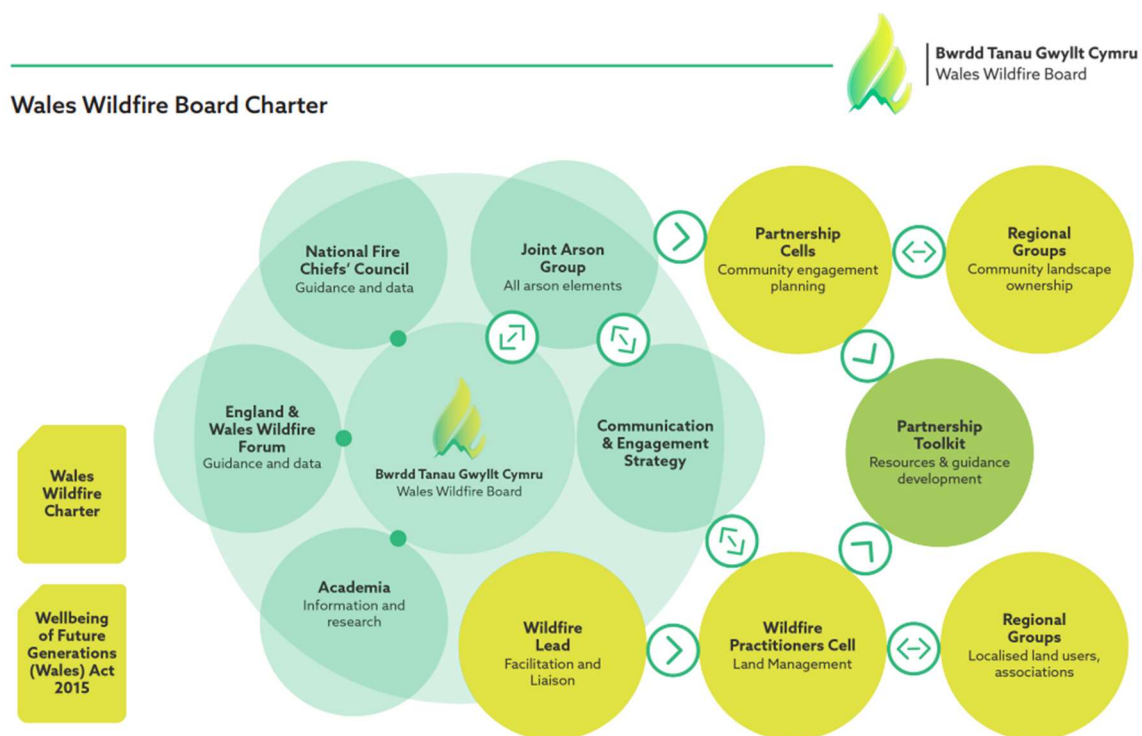 Bwrdd Tanau Gwyllt Cymru
Wales Wildfire Board
Wales Wildfire Board Charter
National Fire
Chiefs' Council
Guidance and data
Joint Arson
Group
All arson elements
Partnership
Cells
Community engagement
planning
Regional
Groups
Community landscape
ownership
England &
Wales Wildfire
Forum
Guidance and data
Bwrdd Tanau Gwyllt Cymru
Wales Wildfire Board
Communication
& Engagement
Strategy
Partnership
Toolkit
Resources & guidance
development
Wales
Wildfire
Charter
Academia
Information and
research
Wellbeing
of Future
Generations
(Wales) Act
2015
Wildfire
Lead
Facilitation and
Liaison
Wildfire
Practitioners Cell
Land Management
Regional
Groups
Localised land users,
associations